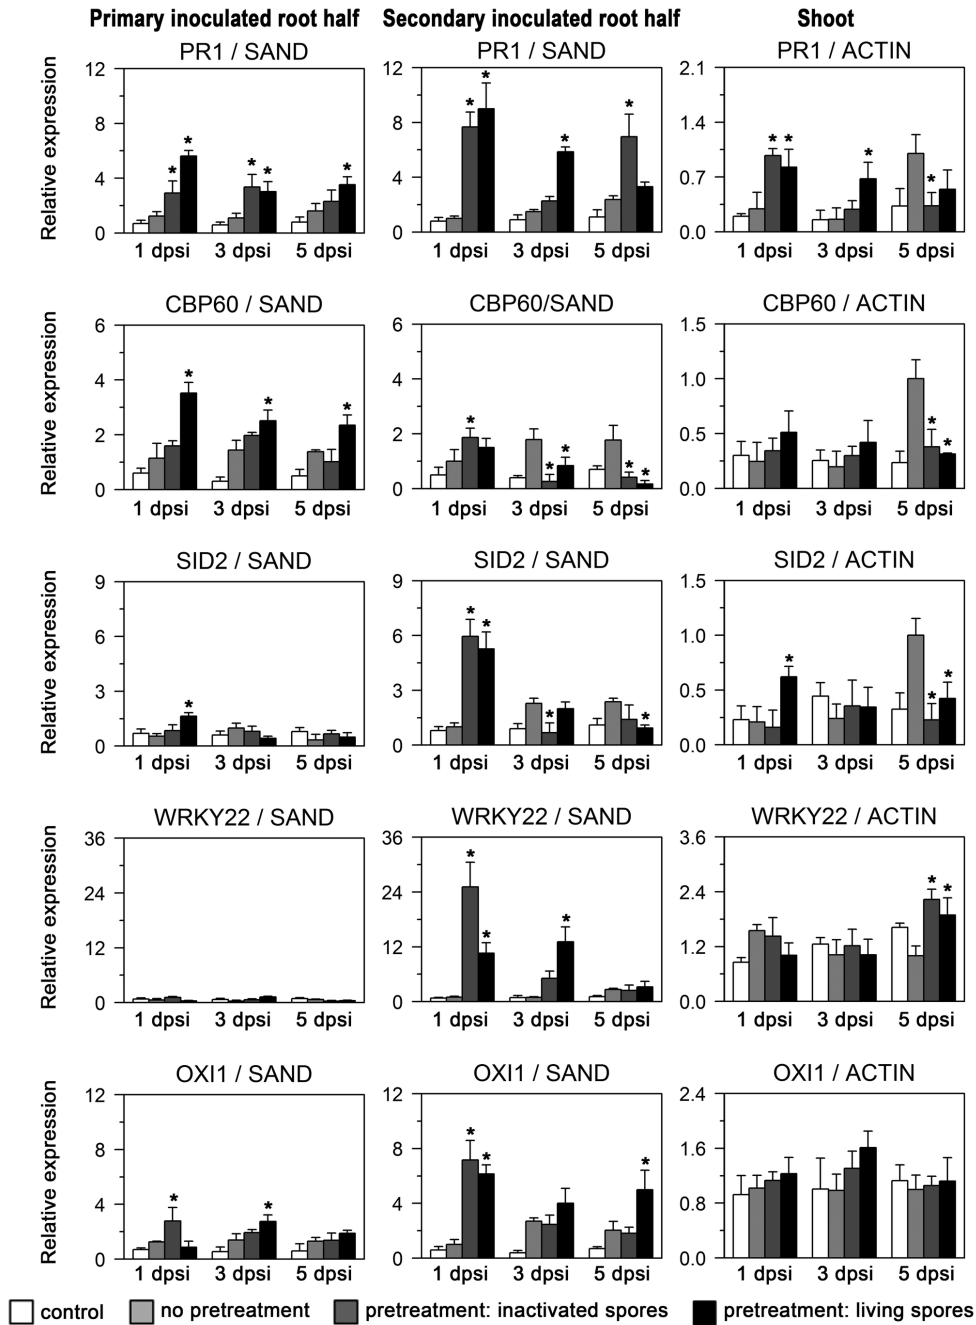 Primary inoculated root half Secondary inoculated root half Shoot
PR1 / SAND PR1 / SAND PR1 / ACTIN
Relative expression
12 12 2.1
8 8 1.4
4 4 0.7
0 0 0.0
* * * * * * * * * * * * *
1 dpsi 3 dpsi 5 dpsi 1 dpsi 3 dpsi 5 dpsi 1 dpsi 3 dpsi 5 dpsi
CBP60 / SAND CBP60/SAND CBP60 / ACTIN
Relative expression
6 6 1.5
4 4 1.0
2 2 0.5
0 0 0.0
* * * * * * * * * *
1 dpsi 3 dpsi 5 dpsi 1 dpsi 3 dpsi 5 dpsi 1 dpsi 3 dpsi 5 dpsi
SID2 / SAND SID2 / SAND SID2 / ACTIN
Relative expression
9 9 1.5
6 6 1.0
3 3 0.5
0 0 0.0
* * * * * * * *
1 dpsi 3 dpsi 5 dpsi 1 dpsi 3 dpsi 5 dpsi 1 dpsi 3 dpsi 5 dpsi
WRKY22 / SAND WRKY22 / SAND WRKY22 / ACTIN
Relative expression
36 36 3.6
24 24 2.4
12 12 1.2
0 0 0.0
* * * * *
1 dpsi 3 dpsi 5 dpsi 1 dpsi 3 dpsi 5 dpsi 1 dpsi 3 dpsi 5 dpsi
OXI1 / SAND OXI1 / SAND OXI1 / ACTIN
Relative expression
12 12 2.4
8 8 1.6
4 4 0.8
0 0 0.0
* * * * *
1 dpsi 3 dpsi 5 dpsi 1 dpsi 3 dpsi 5 dpsi 1 dpsi 3 dpsi 5 dpsi
control no pretreatment pretreatment: inactivated spores pretreatment: living spores